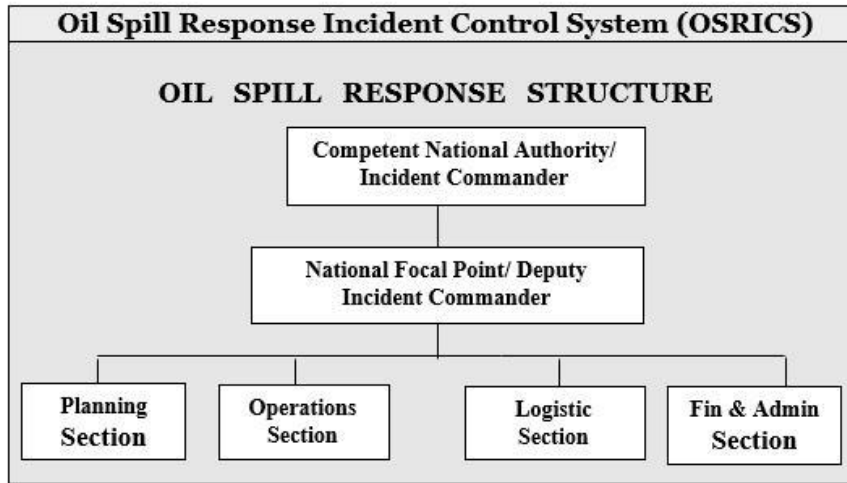 Oil Spill Response Incident Control System (OSRICS)
OIL SPILL RESPONSE STRUCTURE
Competent National Authority/
Incident Commander
National Focal Point/ Deputy
Incident Commander
Planning
Section
Operations
Section
Logistic
Section
Fin & Admin
Section